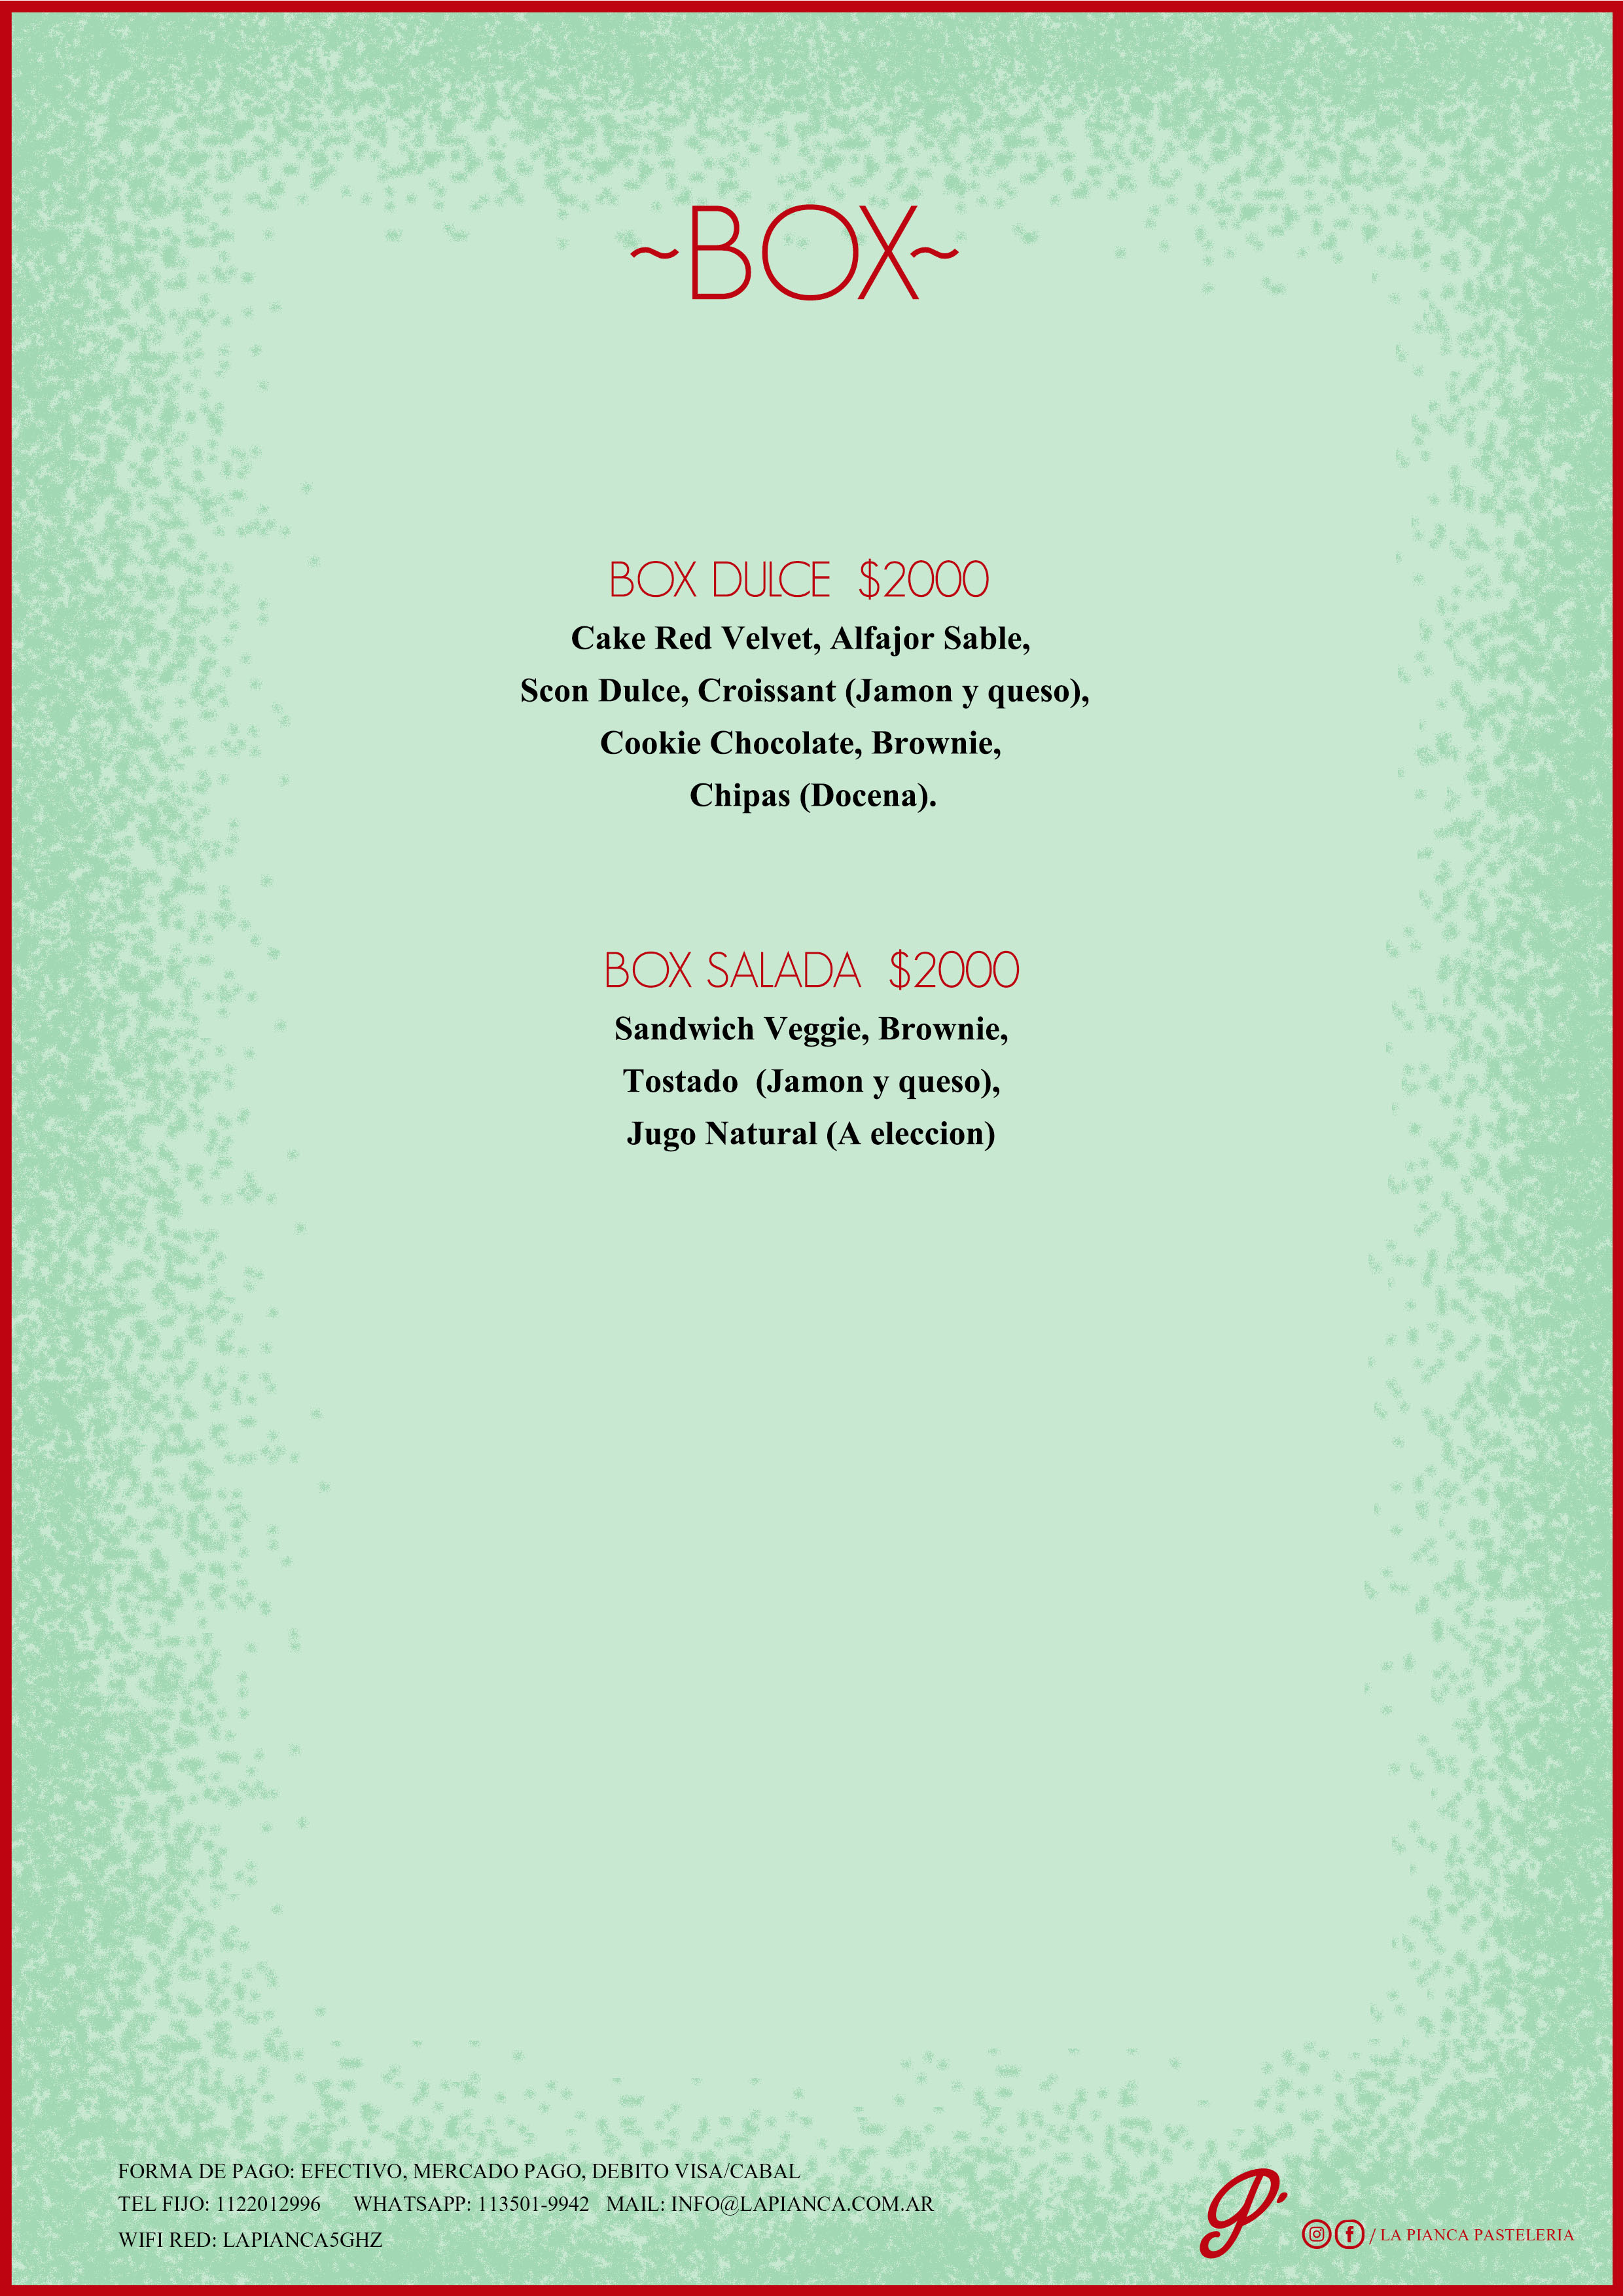 ~BOX~
BOX DULCE  $2000
Cake Red Velvet, Alfajor Sable,
Scon Dulce, Croissant (Jamon y queso),
Cookie Chocolate, Brownie,
Chipas (Docena).
BOX SALADA  $2000
Sandwich Veggie, Brownie,
Tostado  (Jamon y queso),
Jugo Natural (A eleccion)
FORMA DE PAGO: EFECTIVO, MERCADO PAGO, DEBITO VISA/CABAL
TEL FIJO: 1122012996   WHATSAPP: 113501-9942  MAIL: INFO@LAPIANCA.COM.AR
WIFI RED: LAPIANCA5GHZ
/ LA PIANCA PASTELERIA